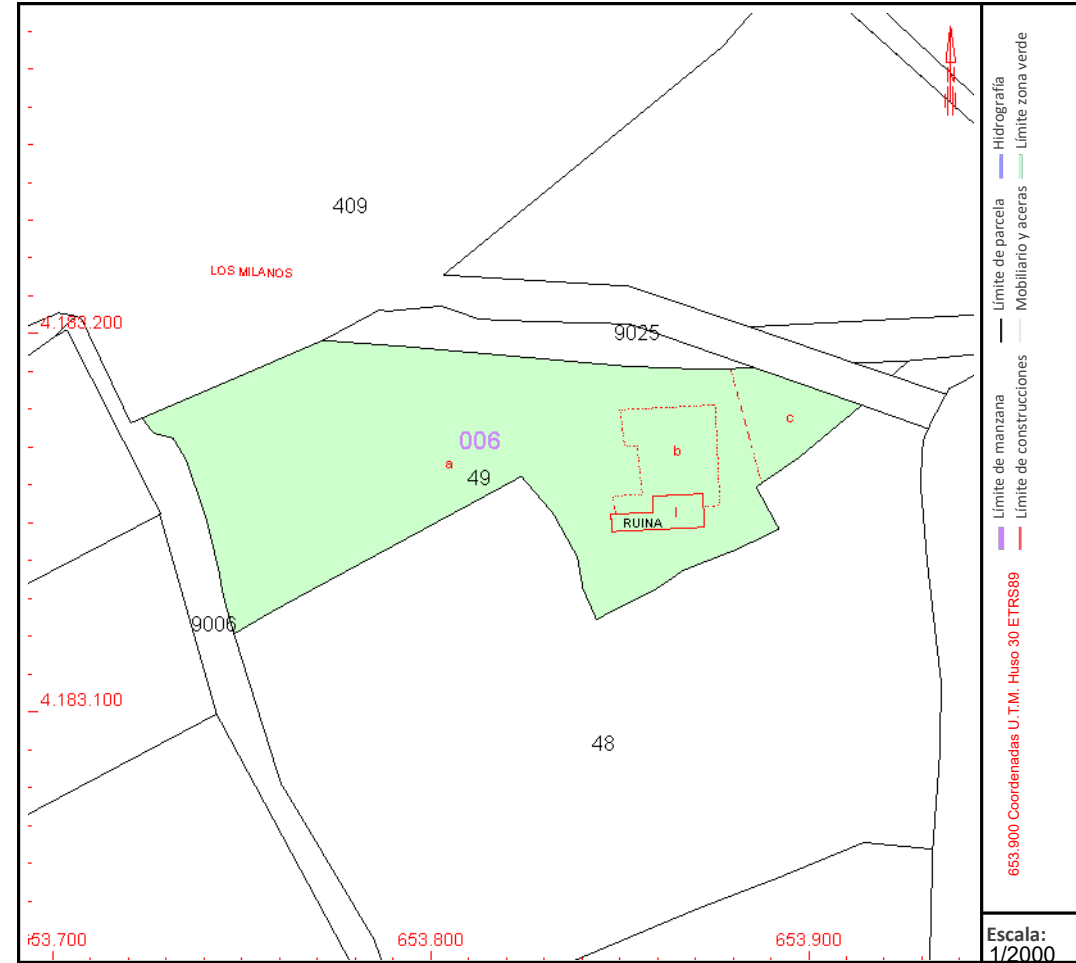 409
LOS MILANOS
4.183.200
9025
006
a
49
b
c
I
RUINA
9006
4.183.100
48
653.700
653.800
653.900
N
Límite de manzana
Límite de parcela
Hidrografía
Límite de construcciones
Mobiliario y aceras
Límite zona verde
653.900 Coordenadas U.T.M. Huso 30 ETRS89
Escala:
1/2000